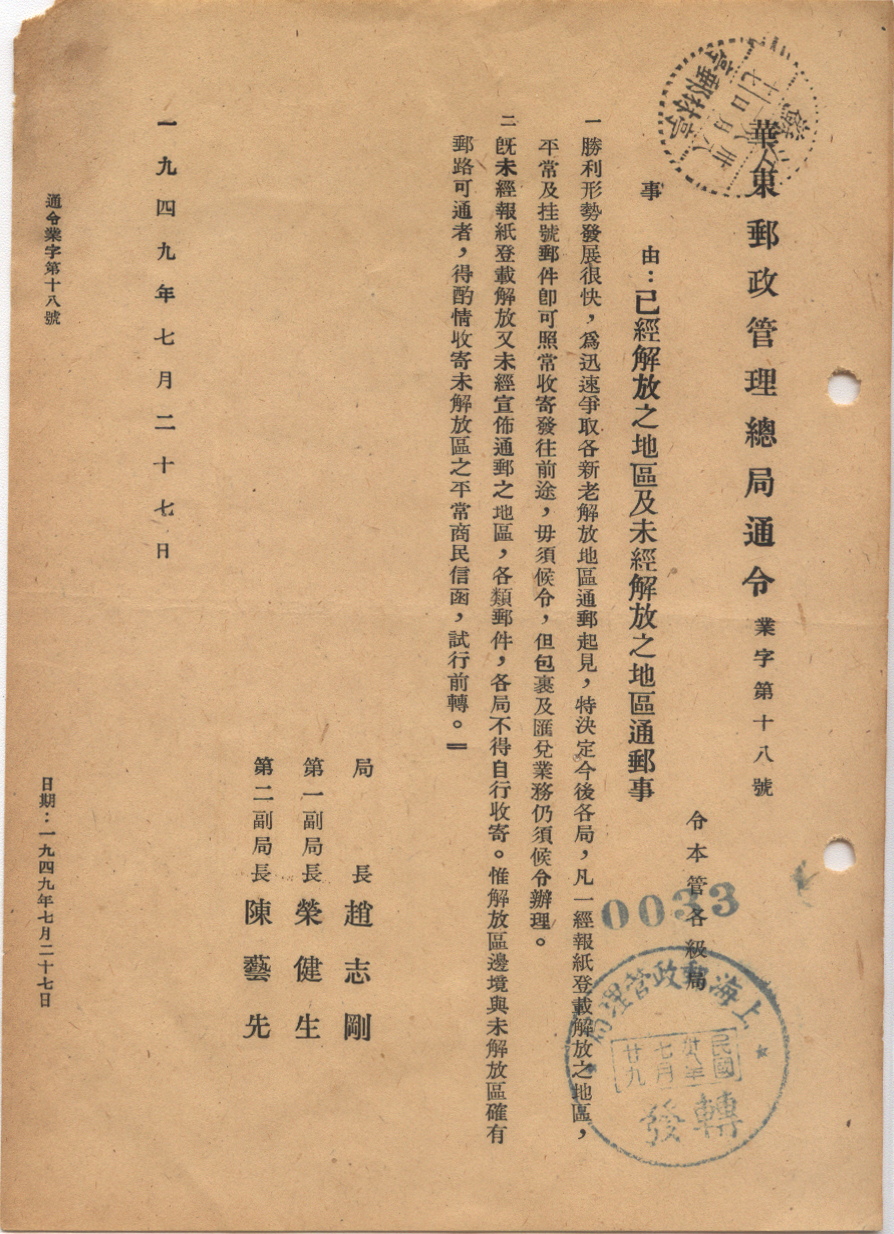 華東郵政管理總局通令 業字第十八號
令本管各級局
事 由：已經解放之地區及未經解放之地區通郵事
一 勝利形勢發展很快，爲迅速爭取各新老解放地區通郵起見，特決定今後各局，凡一經報紙登載解放之地區，
平常及挂號郵件卽可照常收寄發往前途，毋須候令，但包裹及匯兌業務仍須候令辦理。
二 旣未經報紙登載解放又未經宣佈通郵之地區，各類郵件，各局不得自行收寄。惟解放區邊境與未解放區確有
郵路可通者，得酌情收寄未解放區之平常商民信函，試行前轉。
局 長 趙志剛
第一副局長 榮健生
第二副局長 陳藝先
一九四九年七月二十七日
通令業字第十八號
日期：一九四九年七月二十七日
0033
上海郵政管理局
民國
卅八年
七月
廿九
轉發